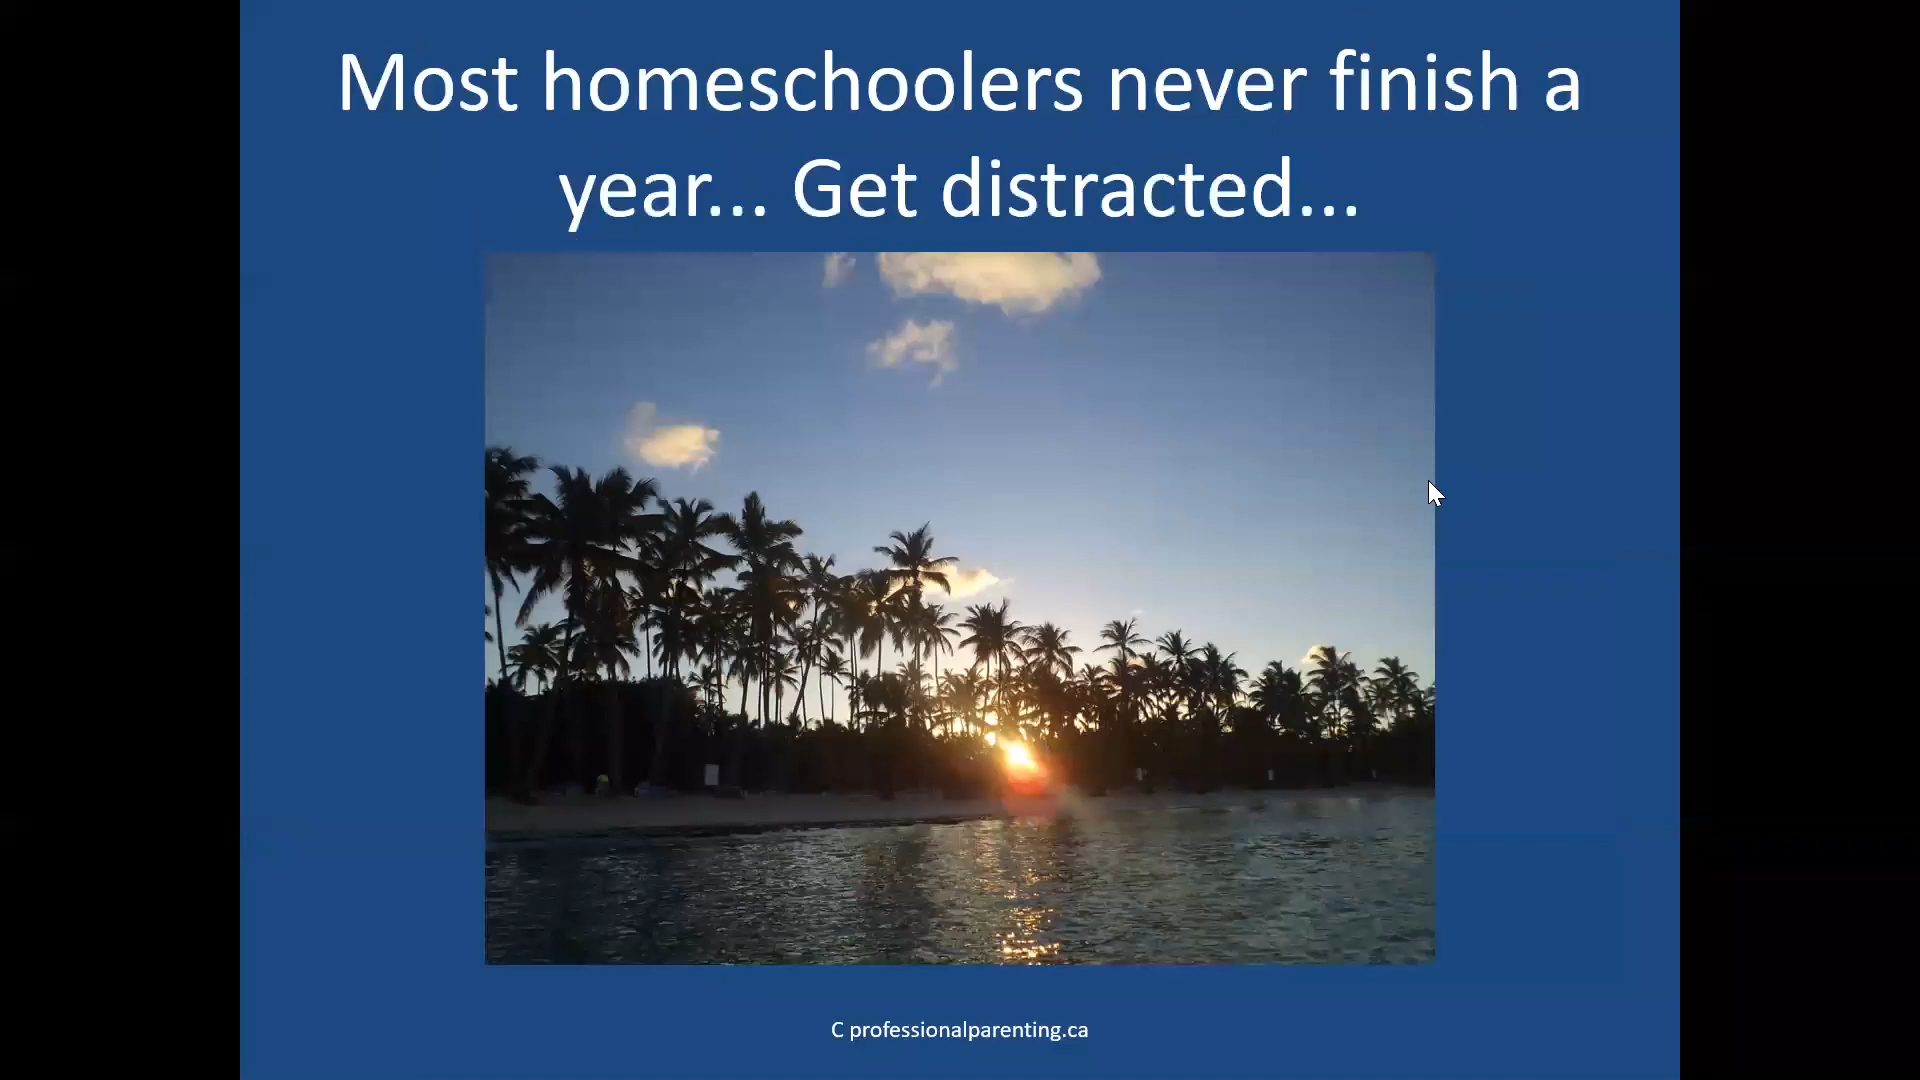 Most homeschoolers never finish a
year... Get distracted...
C professionalparenting.ca